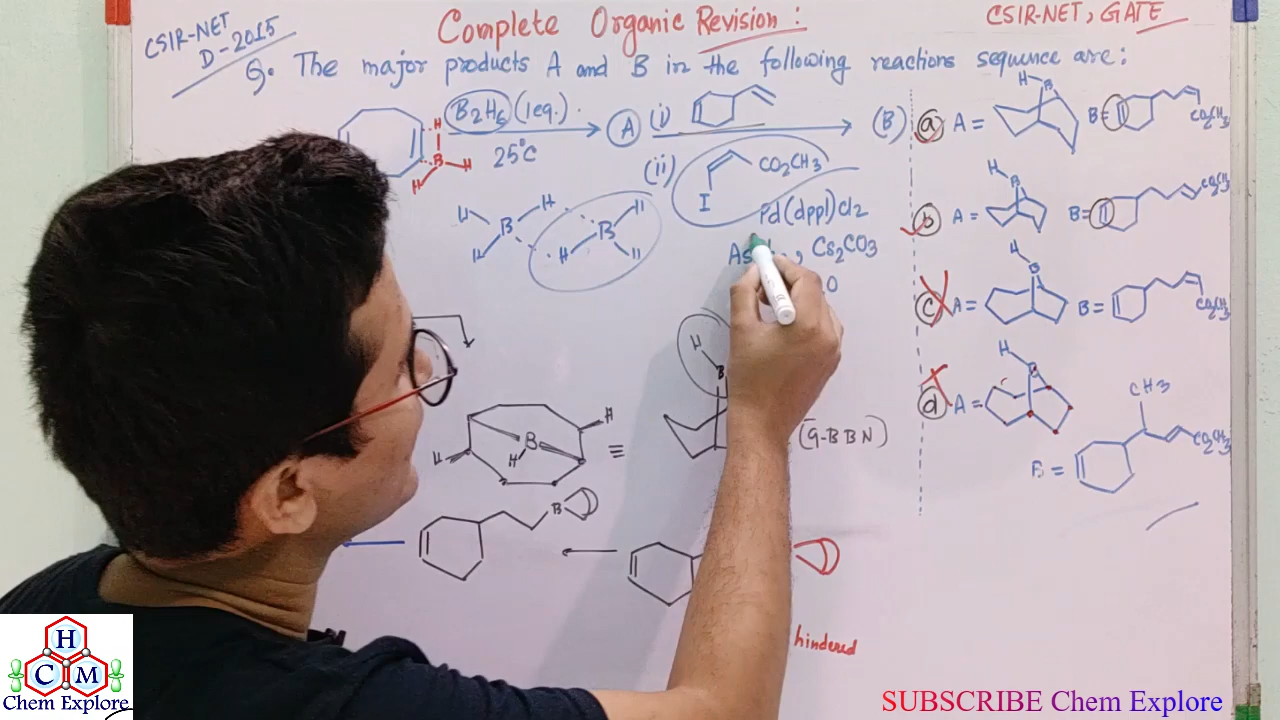 CSIR-NET
D-2015
Complete Organic Revision :
CSIR-NET, GATE
Q. The major products A and B in the following reactions sequence are:
B2H6 (1eq.)
25°C
A
(i)
(B)
(ii)
CO2CH3
I
Pd(dppf)Cl2
, Cs2CO3
H
B
H
H
H
B
H
H
H
B
H
H
B
H
H
H
B
H
H
B
H
≡
H
B
(9-BBN)
B
hindered
a A =
H
B
B =
CO2CH3
b A =
H
B
B =
CO2CH3
c A =
H
B
B =
CO2CH3
d A =
H
B
CH3
B =
CO2CH3
H
C M
Chem Explore
SUBSCRIBE Chem Explore